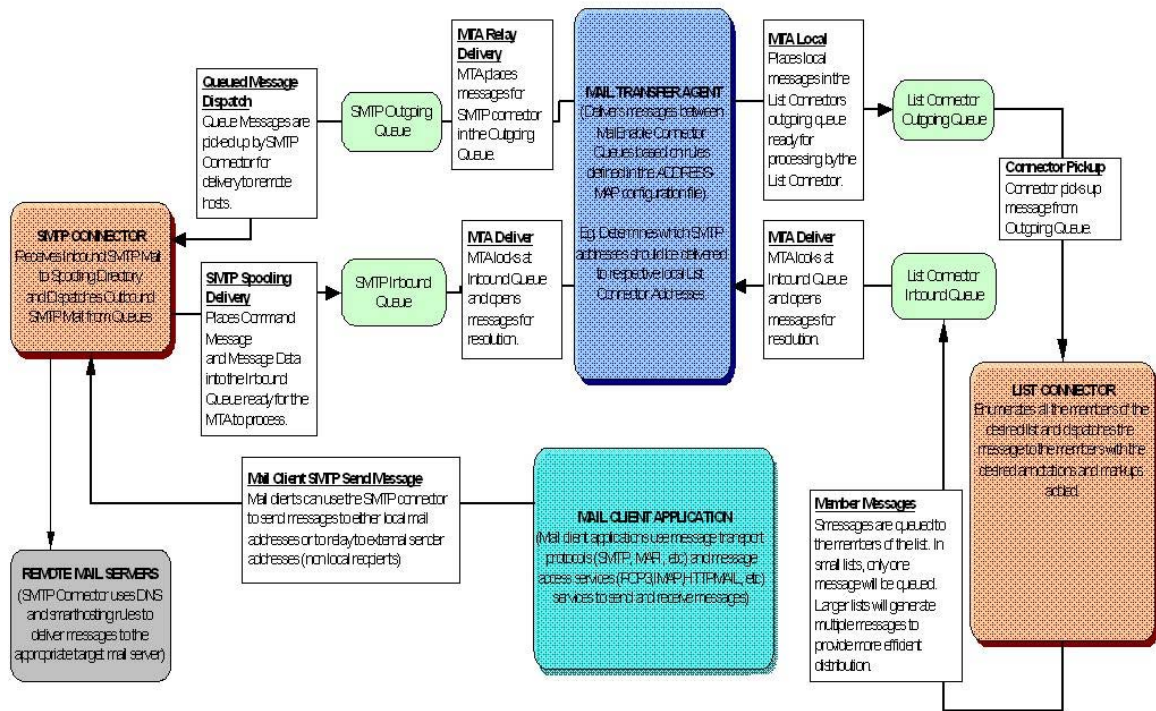 MTA Relay
Delivery
MTA places
messages for
SMTP connector
in the Outgoing
Queue.
MTA Local
Places local
messages in the
List Connectors
outgoing queue
ready for
processing by the
List Connector.
Queued Message
Dispatch
Queue Messages are
picked up by SMTP
Connector for
delivery to remote
hosts.
SMTP Outgoing
Queue
MAIL TRANSFER AGENT
(Delivers messages between
MailEnable Connector
Queues based on rules
defined in the ADDRESS-
MAP configuration file).
Eg: Determines which SMTP
addresses should be delivered
to respective local List
Connector Addresses
List Connector
Outgoing Queue
Connector Pickup
Connector picks up
message from
Outgoing Queue.
SMTP CONNECTOR
Receives Inbound SMTP Mail
to Spooling Directory
and Dispatches Outbound
SMTP Mail from Queues
SMTP Spooling
Delivery
Places Command
Message
and Message Data
into the Inbound
Queue ready for the
MTA to process.
SMTP Inbound
Queue
MTA Deliver
MTA looks at
Inbound Queue
and opens
messages for
resolution.
MTA Deliver
MTA looks at
Inbound Queue
and opens
messages for
resolution.
List Connector
Inbound Queue
LIST CONNECTOR
Enumerates all the members of the
desired list and dispatches the
message to the members with the
desired annotations and markups
added.
Mail Client SMTP Send Message
Mail clients can use the SMTP connector
to send messages to either local mail
addresses or to relay to external sender
addresses (non local recipients)
MAIL CLIENT APPLICATION
(Mail client applications use message transport
protocols (SMTP, MAPI, etc) and message
access services (POP3,IMAP,HTTPMAIL, etc)
services to send and receive messages)
Member Messages
Smessages are queued to
the members of the list. In
small lists, only one
message will be queued.
Larger lists will generate
multiple messages to
provide more efficient
distribution.
REMOTE MAIL SERVERS
(SMTP Connector uses DNS
and smarthosting rules to
deliver messages to the
appropriate target mail server)